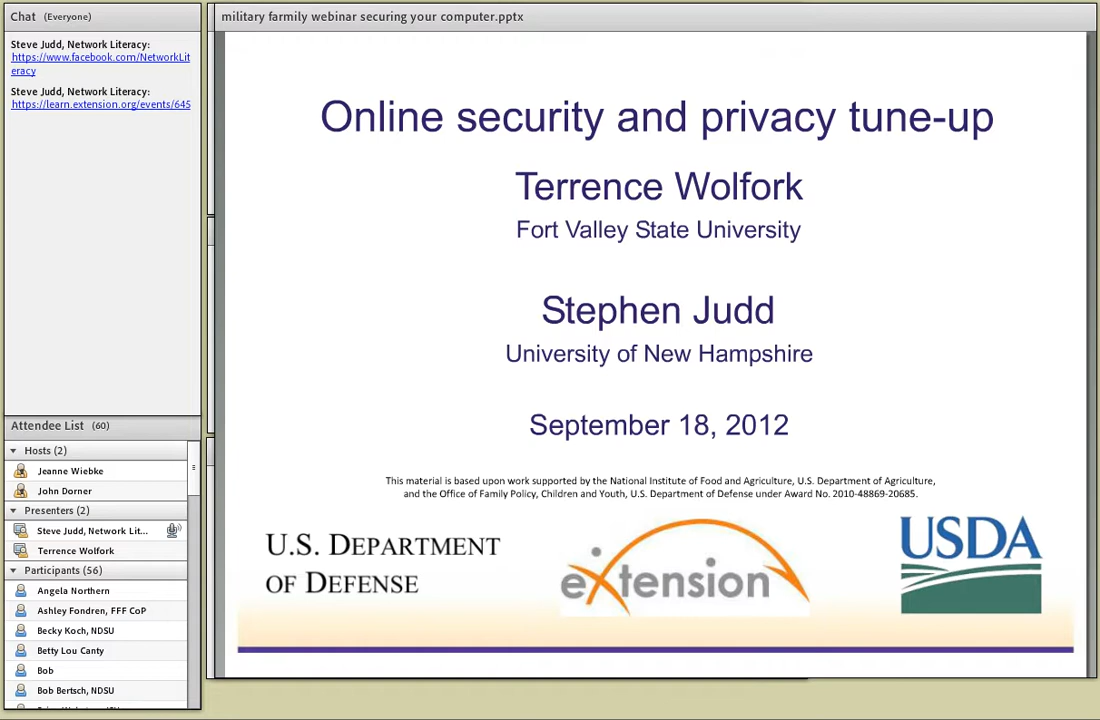 Chat (Everyone)
Steve Judd, Network Literacy:
https://www.facebook.com/NetworkLit
eracy
Steve Judd, Network Literacy:
https://learn.extension.org/events/645
Attendee List (60)
Hosts (2)
Jeanne Wiebke
John Dorner
Presenters (2)
Steve Judd, Network Lit...
Terrence Wolfork
Participants (56)
Angela Northern
Ashley Fondren, FFF CoP
Becky Koch, NDSU
Betty Lou Canty
Bob
Bob Bertsch, NDSU
military farmily webinar securing your computer.pptx
Online security and privacy tune-up
Terrence Wolfork
Fort Valley State University
Stephen Judd
University of New Hampshire
September 18, 2012
This material is based upon work supported by the National Institute of Food and Agriculture, U.S. Department of Agriculture,
and the Office of Family Policy, Children and Youth, U.S. Department of Defense under Award No. 2010-48869-20685.
U.S. DEPARTMENT
OF DEFENSE
eXtension
USDA